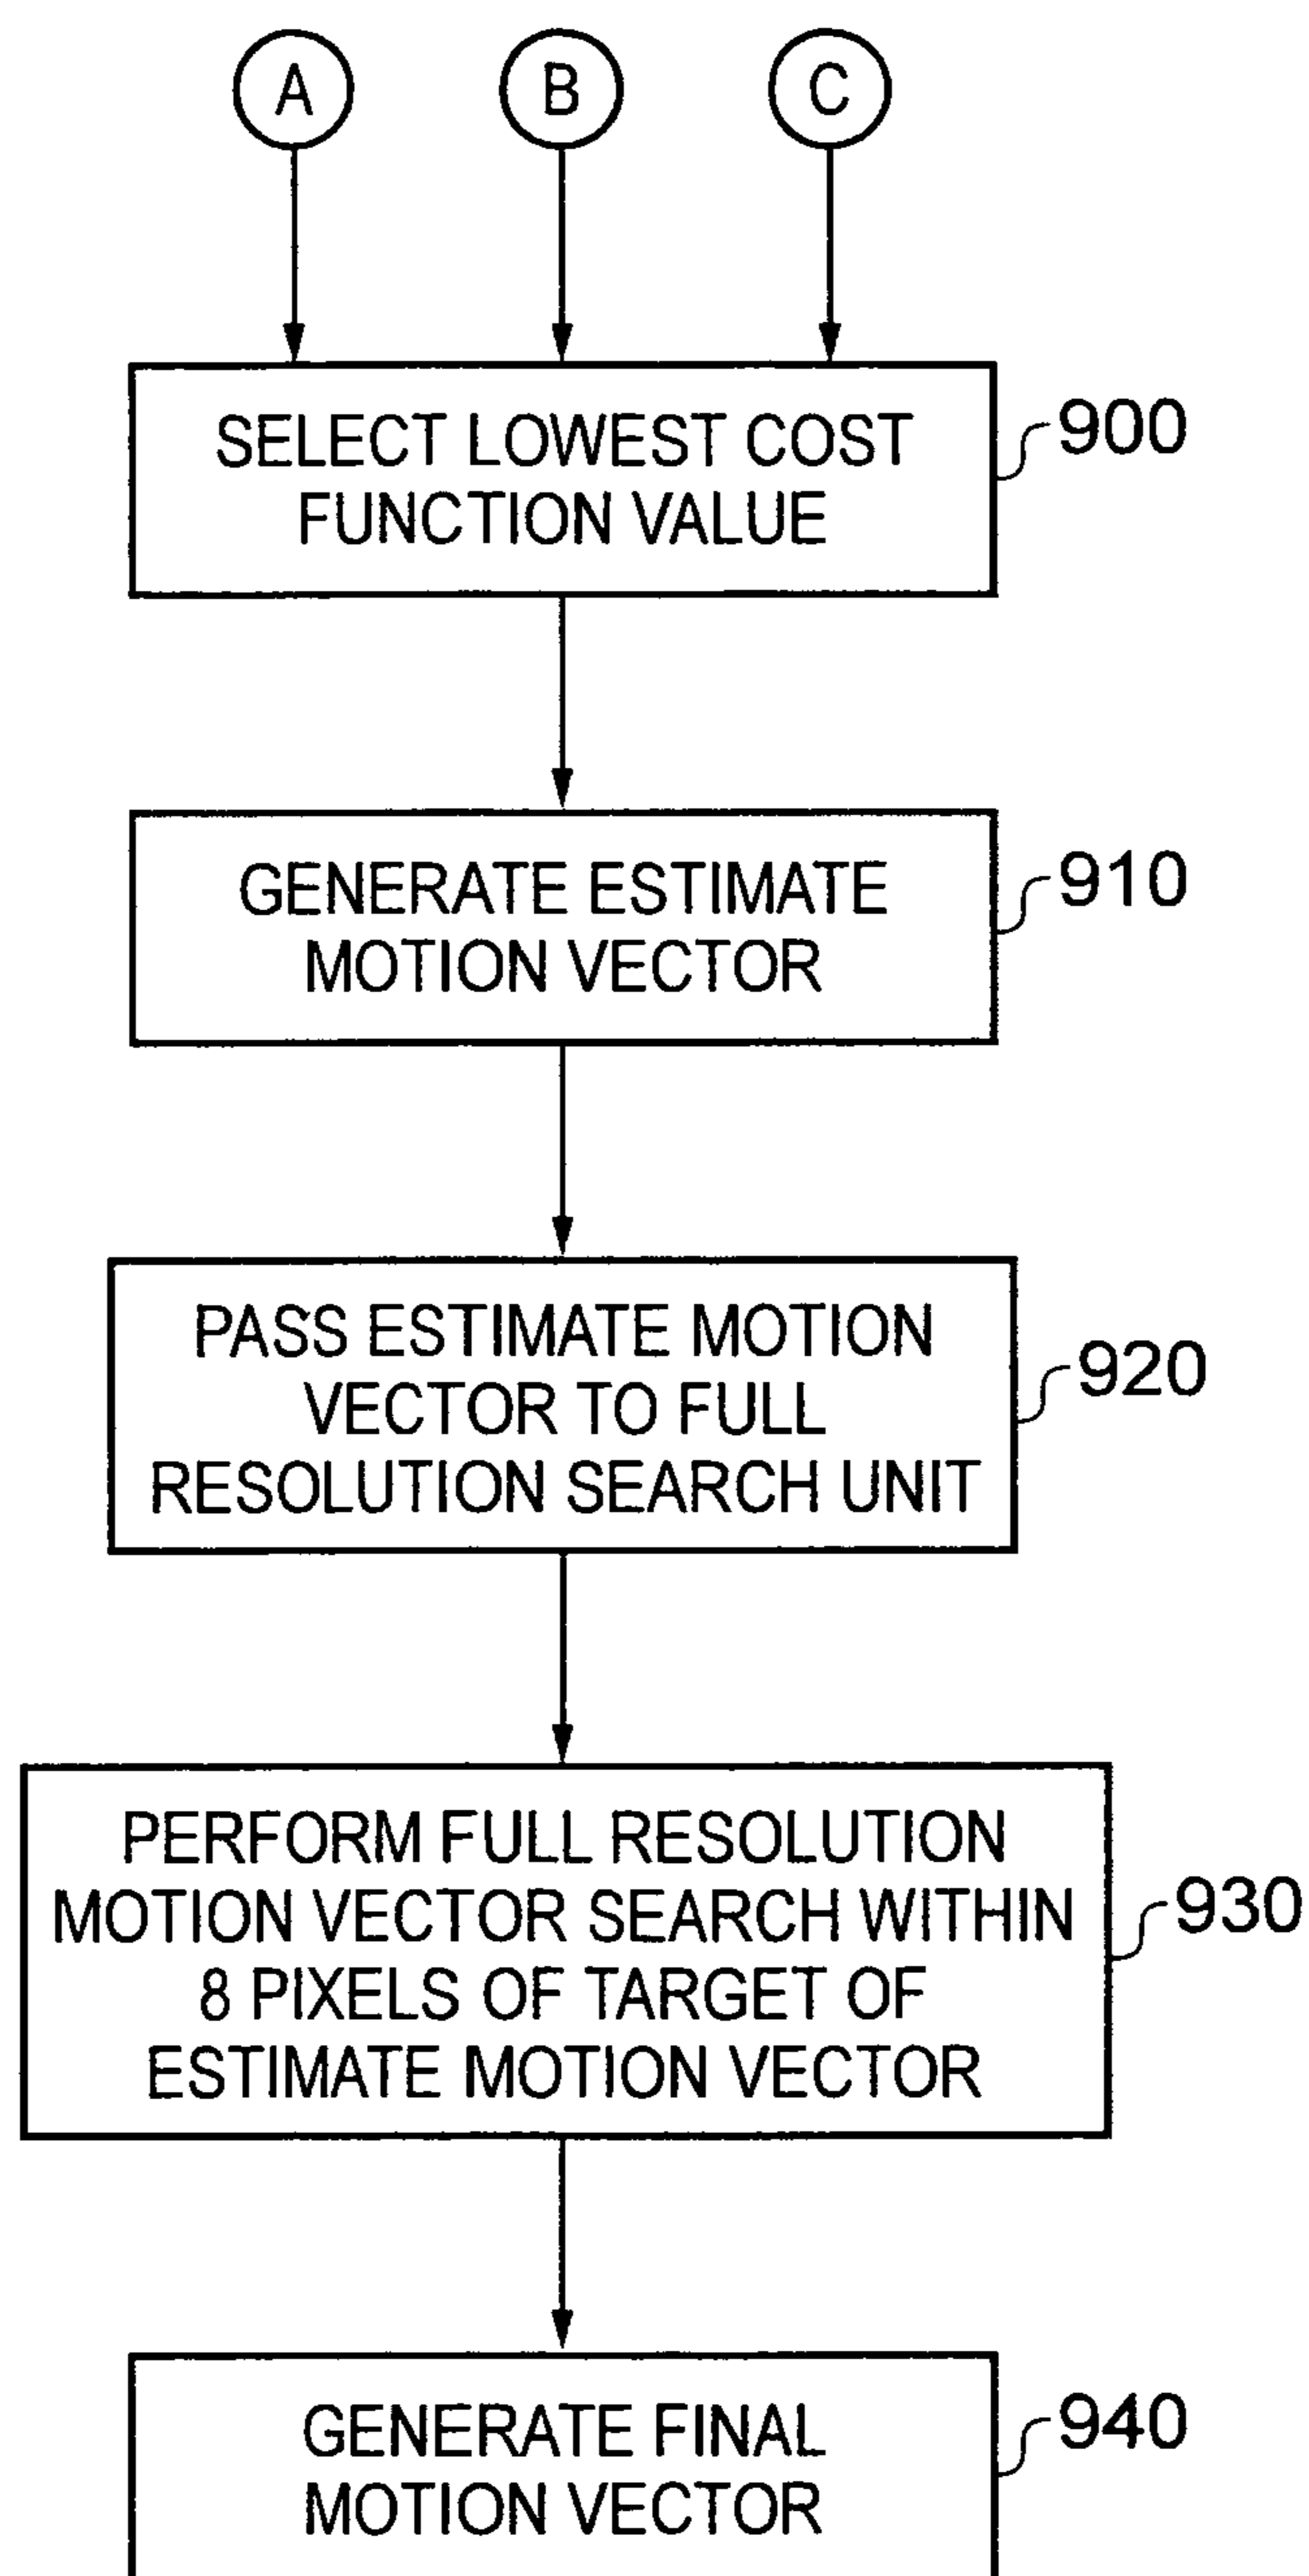 A B C
SELECT LOWEST COST
FUNCTION VALUE
900
GENERATE ESTIMATE
MOTION VECTOR
910
PASS ESTIMATE MOTION
VECTOR TO FULL
RESOLUTION SEARCH UNIT
920
PERFORM FULL RESOLUTION
MOTION VECTOR SEARCH WITHIN
8 PIXELS OF TARGET OF
ESTIMATE MOTION VECTOR
930
GENERATE FINAL
MOTION VECTOR
940